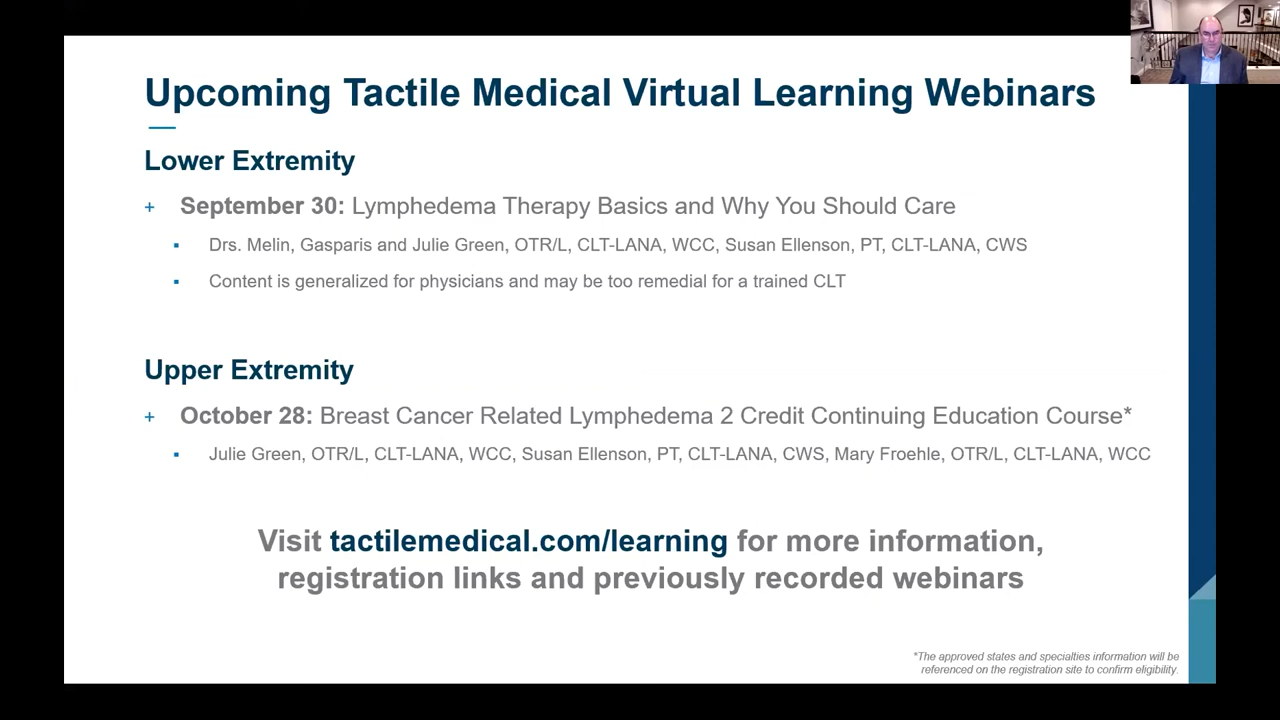 Upcoming Tactile Medical Virtual Learning Webinars
Lower Extremity
+ September 30: Lymphedema Therapy Basics and Why You Should Care
▪ Drs. Melin, Gasparis and Julie Green, OTR/L, CLT-LANA, WCC, Susan Ellenson, PT, CLT-LANA, CWS
▪ Content is generalized for physicians and may be too remedial for a trained CLT
Upper Extremity
+ October 28: Breast Cancer Related Lymphedema 2 Credit Continuing Education Course*
▪ Julie Green, OTR/L, CLT-LANA, WCC, Susan Ellenson, PT, CLT-LANA, CWS, Mary Froehle, OTR/L, CLT-LANA, WCC
Visit tactilemedical.com/learning for more information,
registration links and previously recorded webinars
*The approved states and specialties information will be
referenced on the registration site to confirm eligibility.